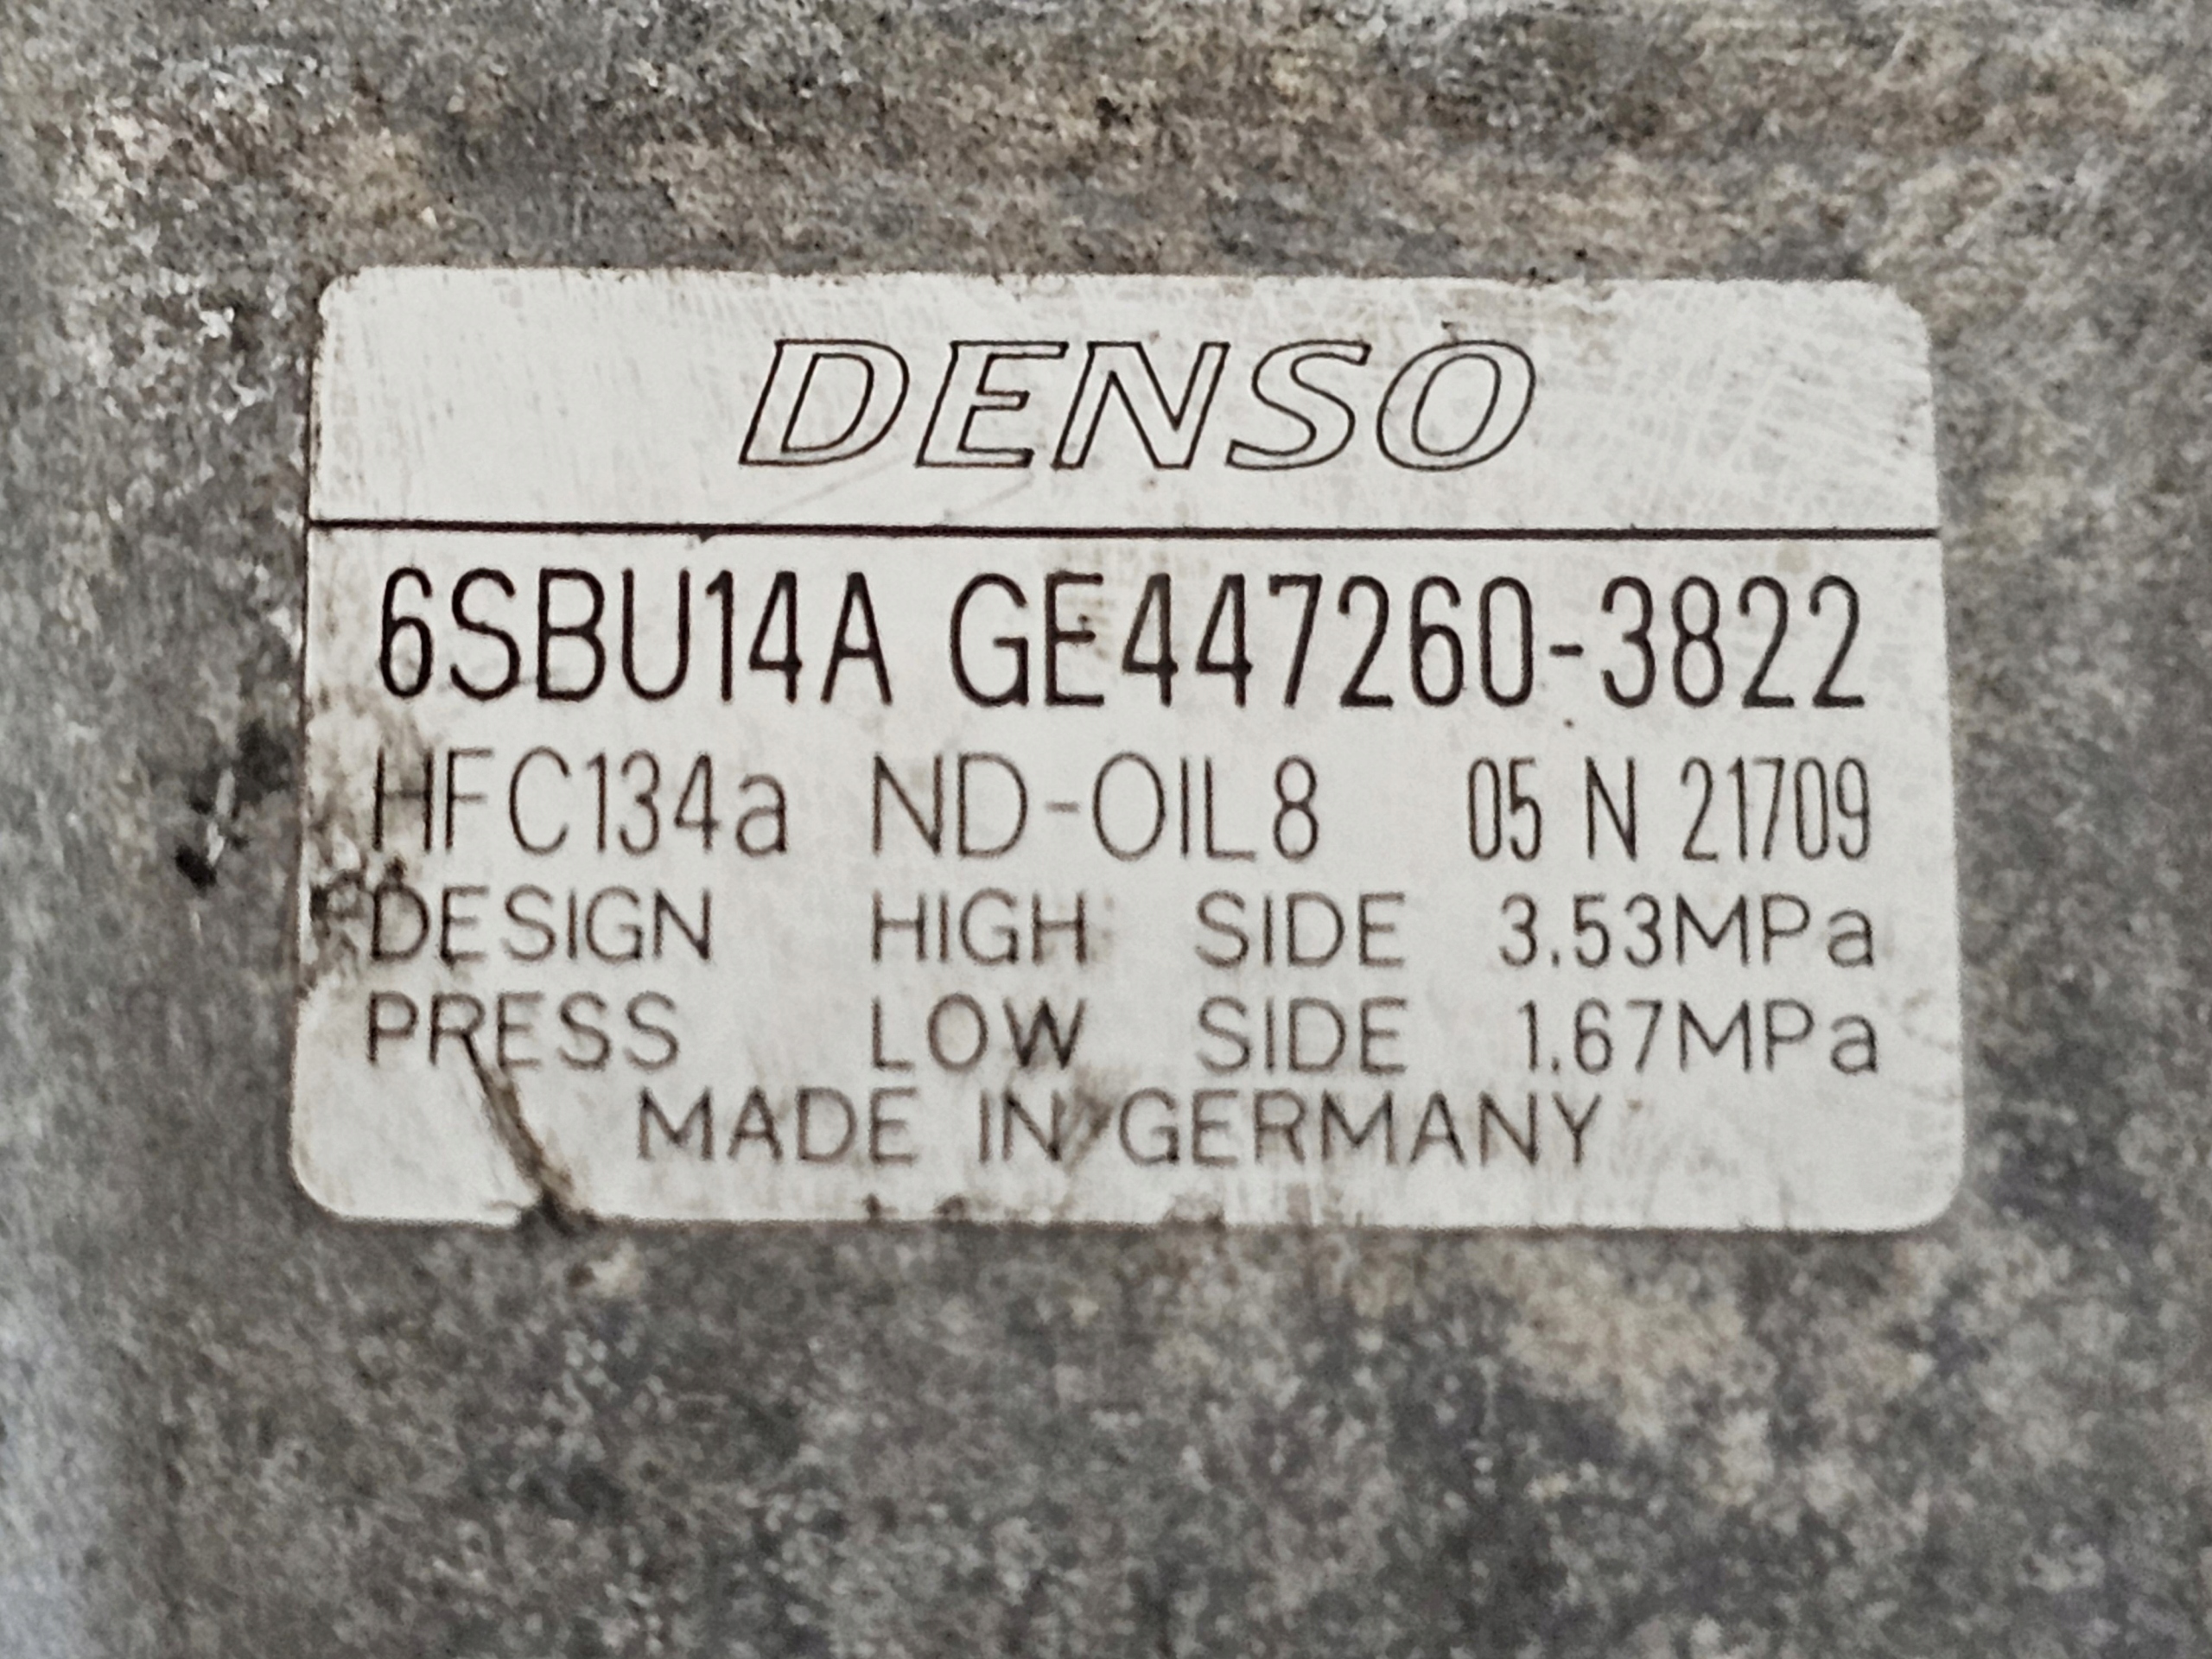 DENSO
6SBU14A GE447260-3822
HFC134a ND-OIL8 05 N 21709
DESIGN HIGH SIDE 3.53MPa
PRESS LOW SIDE 1.67MPa
MADE IN GERMANY